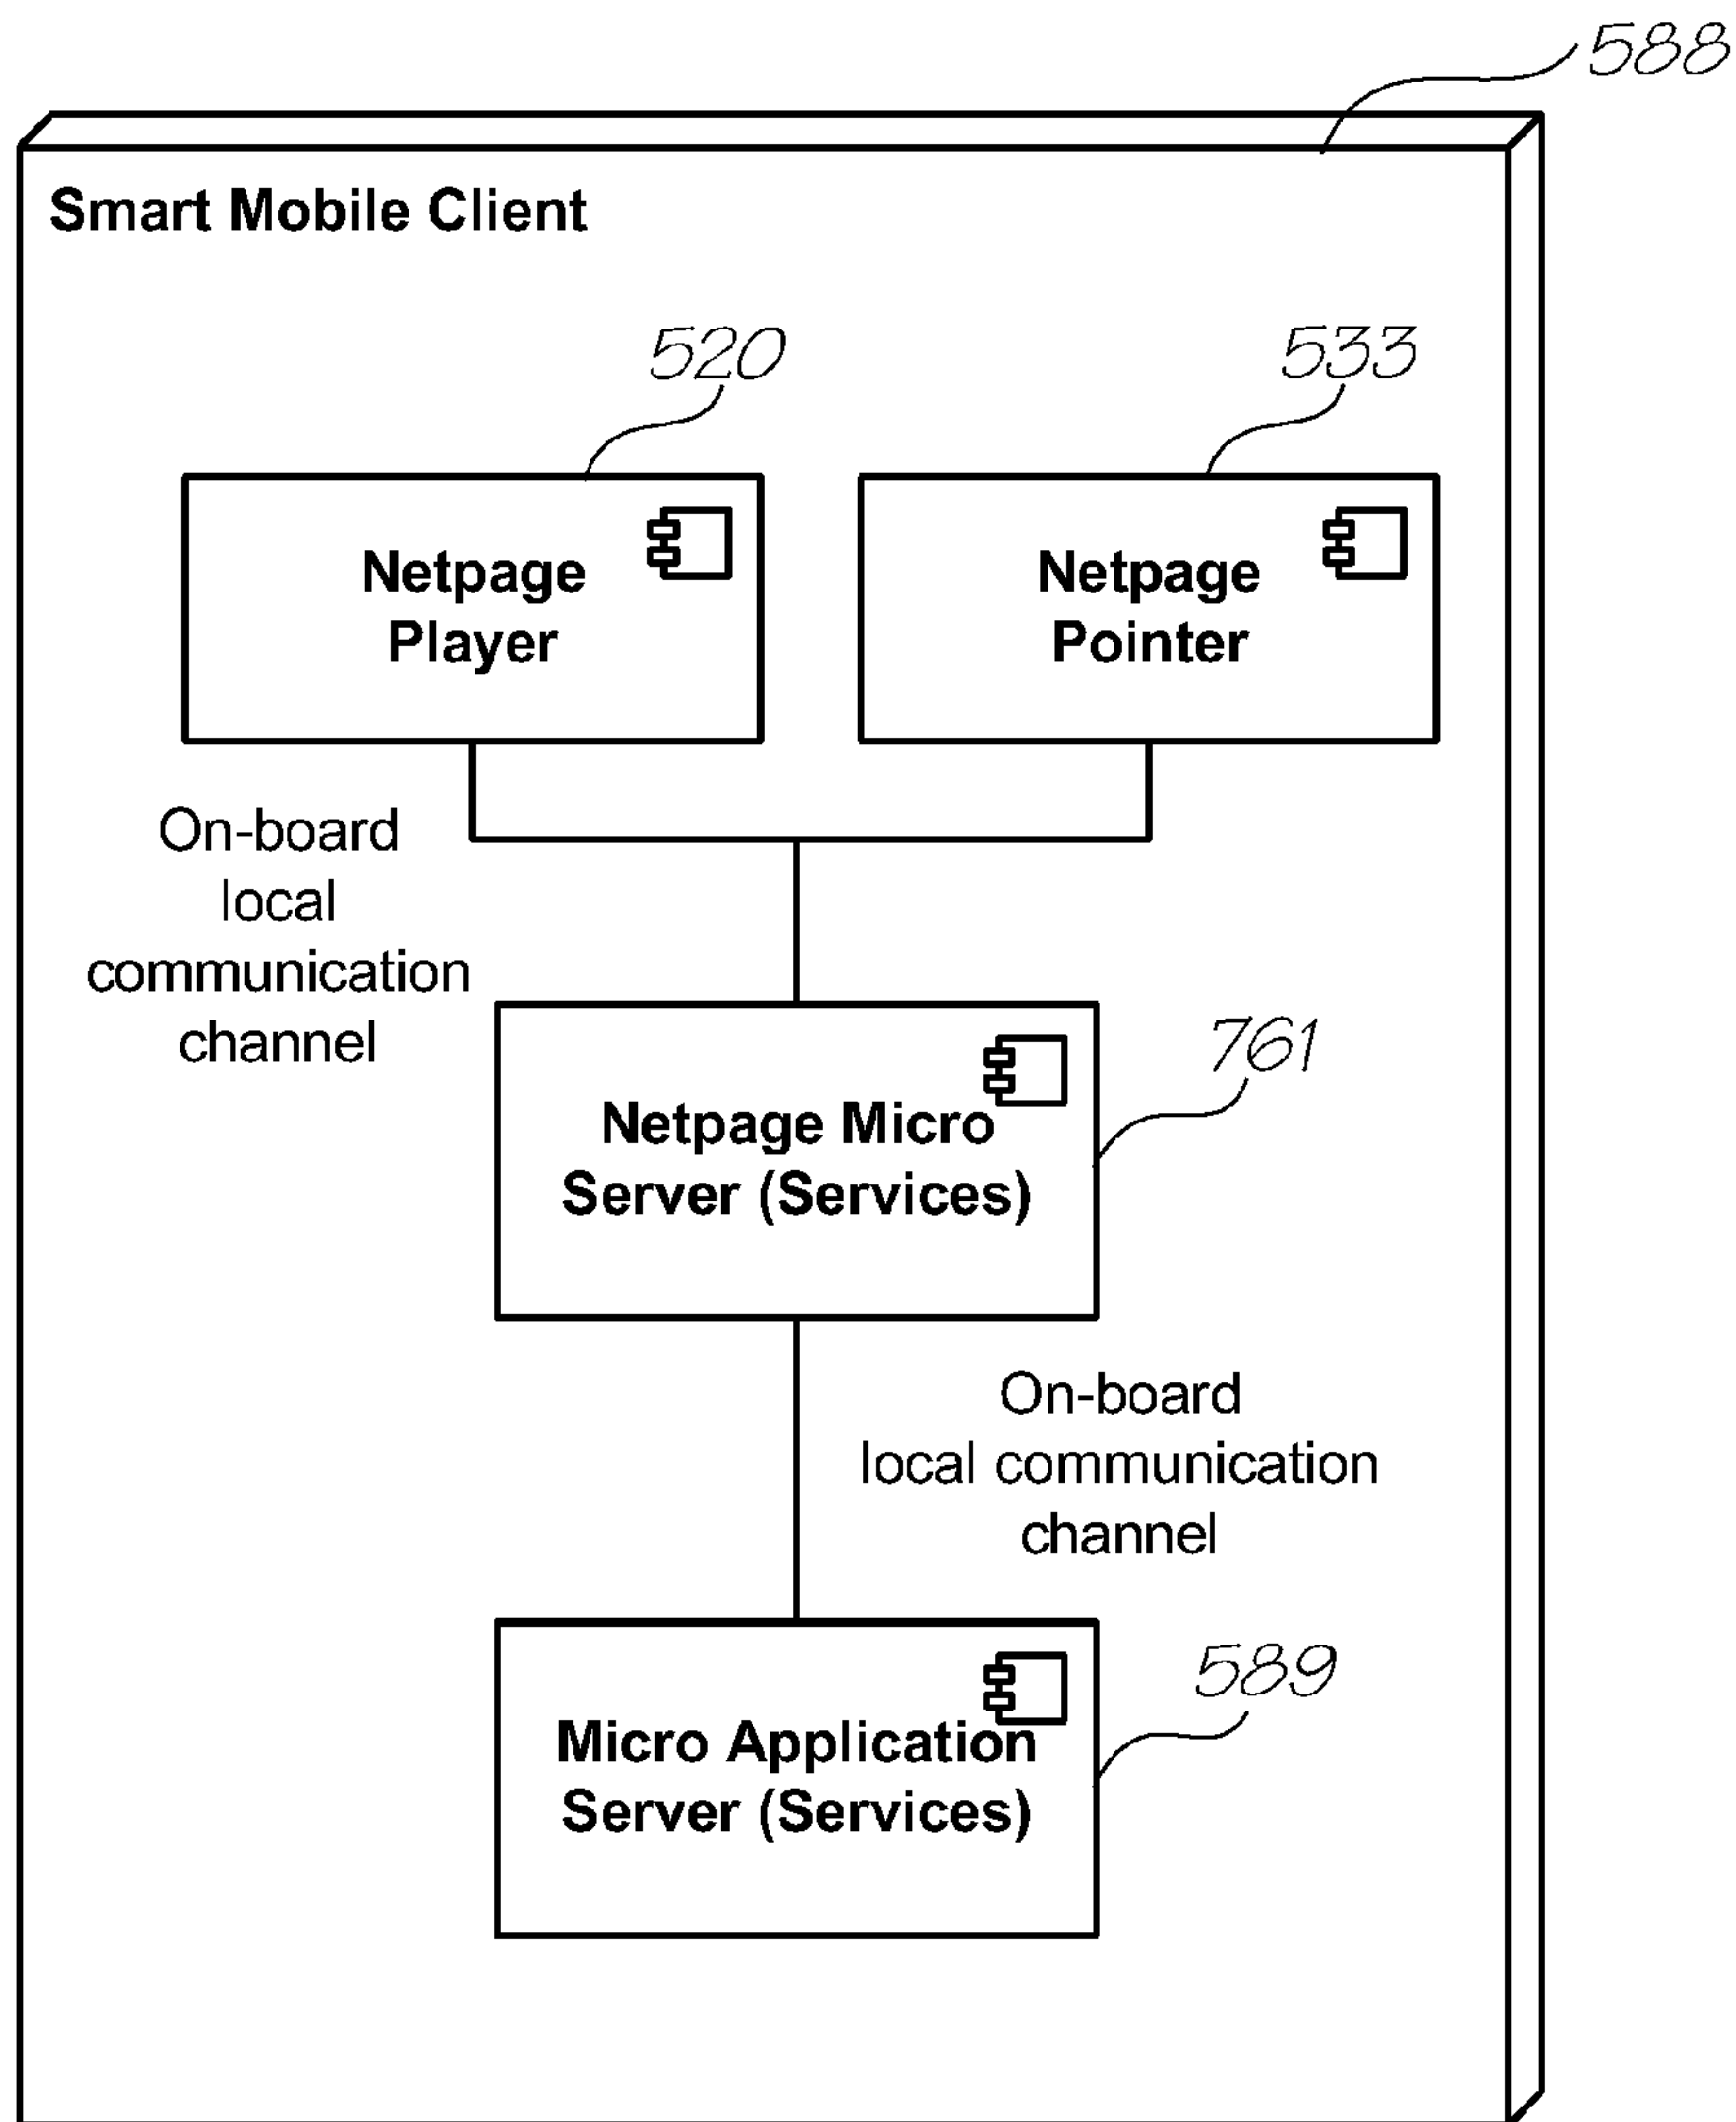 588
Smart Mobile Client
520
533
Netpage
Player
Netpage
Pointer
On-board
local
communication
channel
761
Netpage Micro
Server (Services)
On-board
local communication
channel
589
Micro Application
Server (Services)